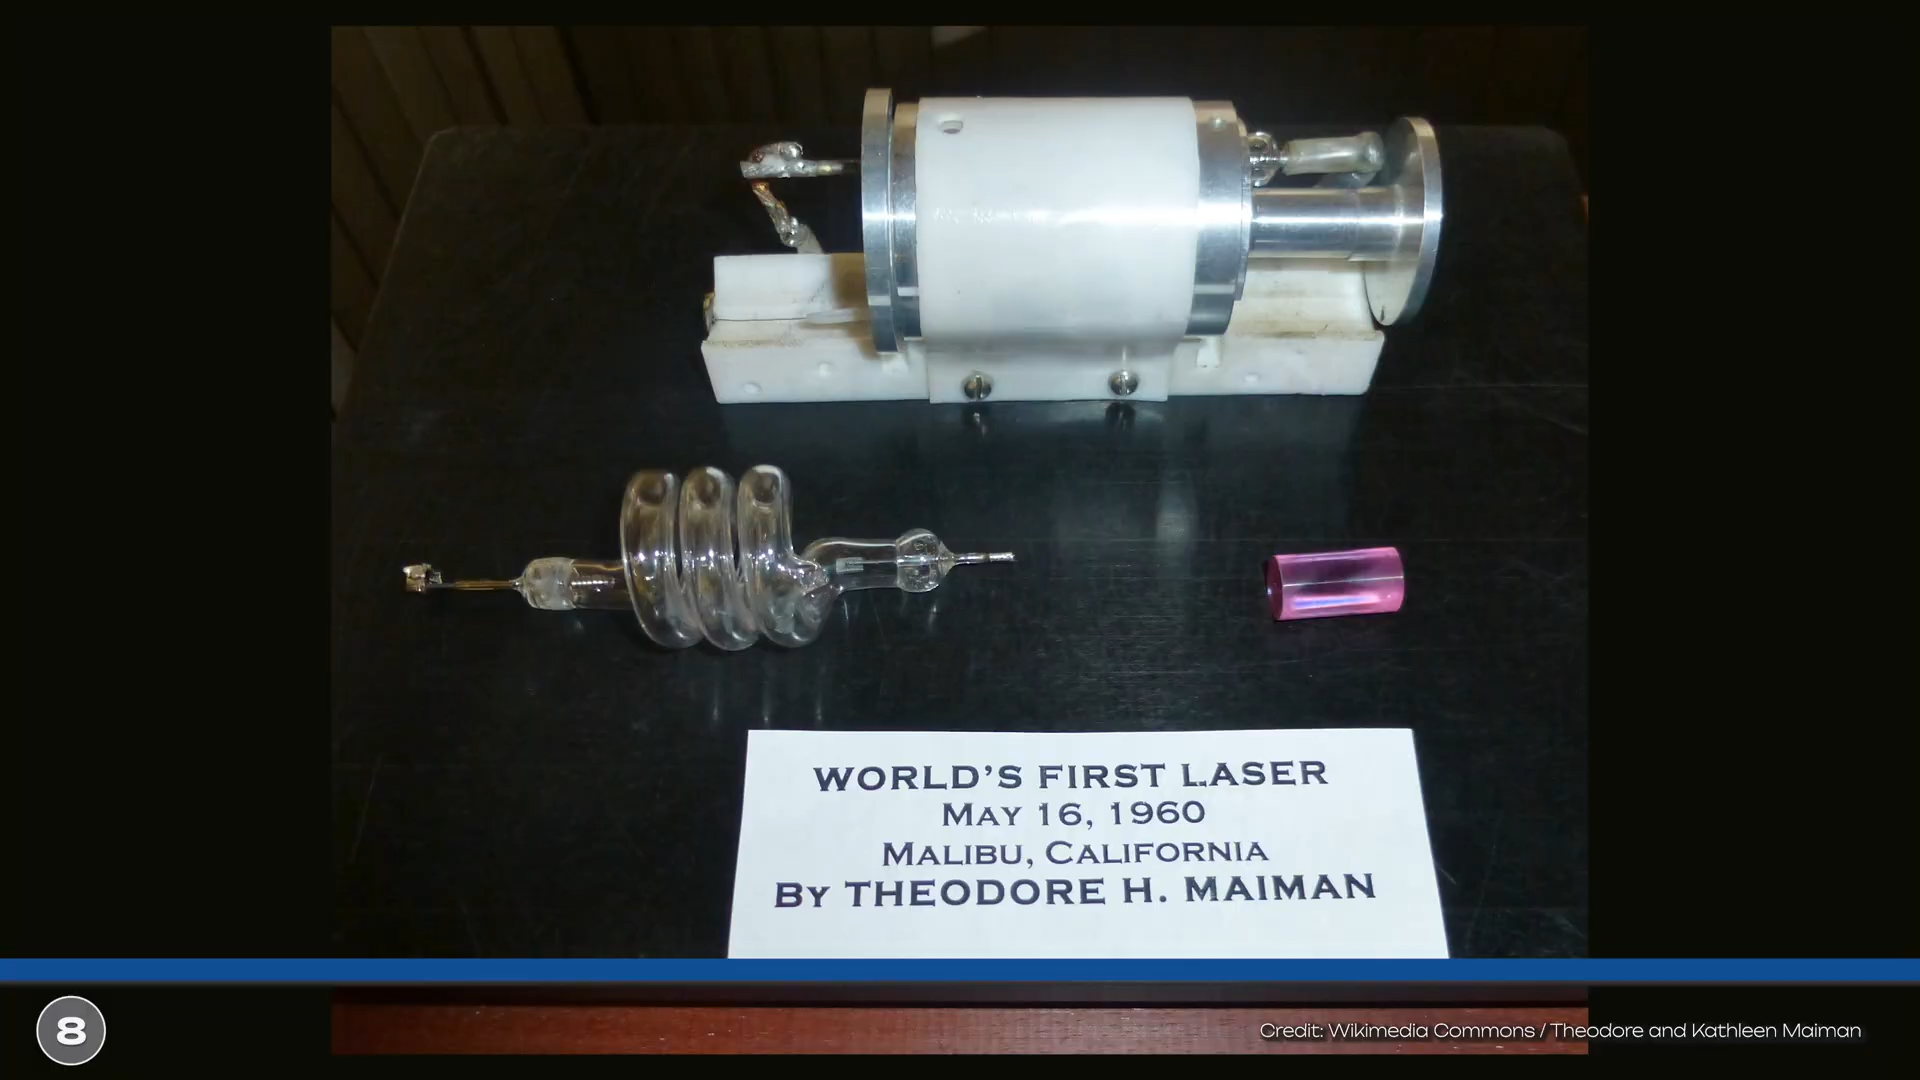 WORLD'S FIRST LASER
MAY 16, 1960
MALIBU, CALIFORNIA
BY THEODORE H. MAIMAN
8
Credit: Wikimedia Commons / Theodore and Kathleen Maiman